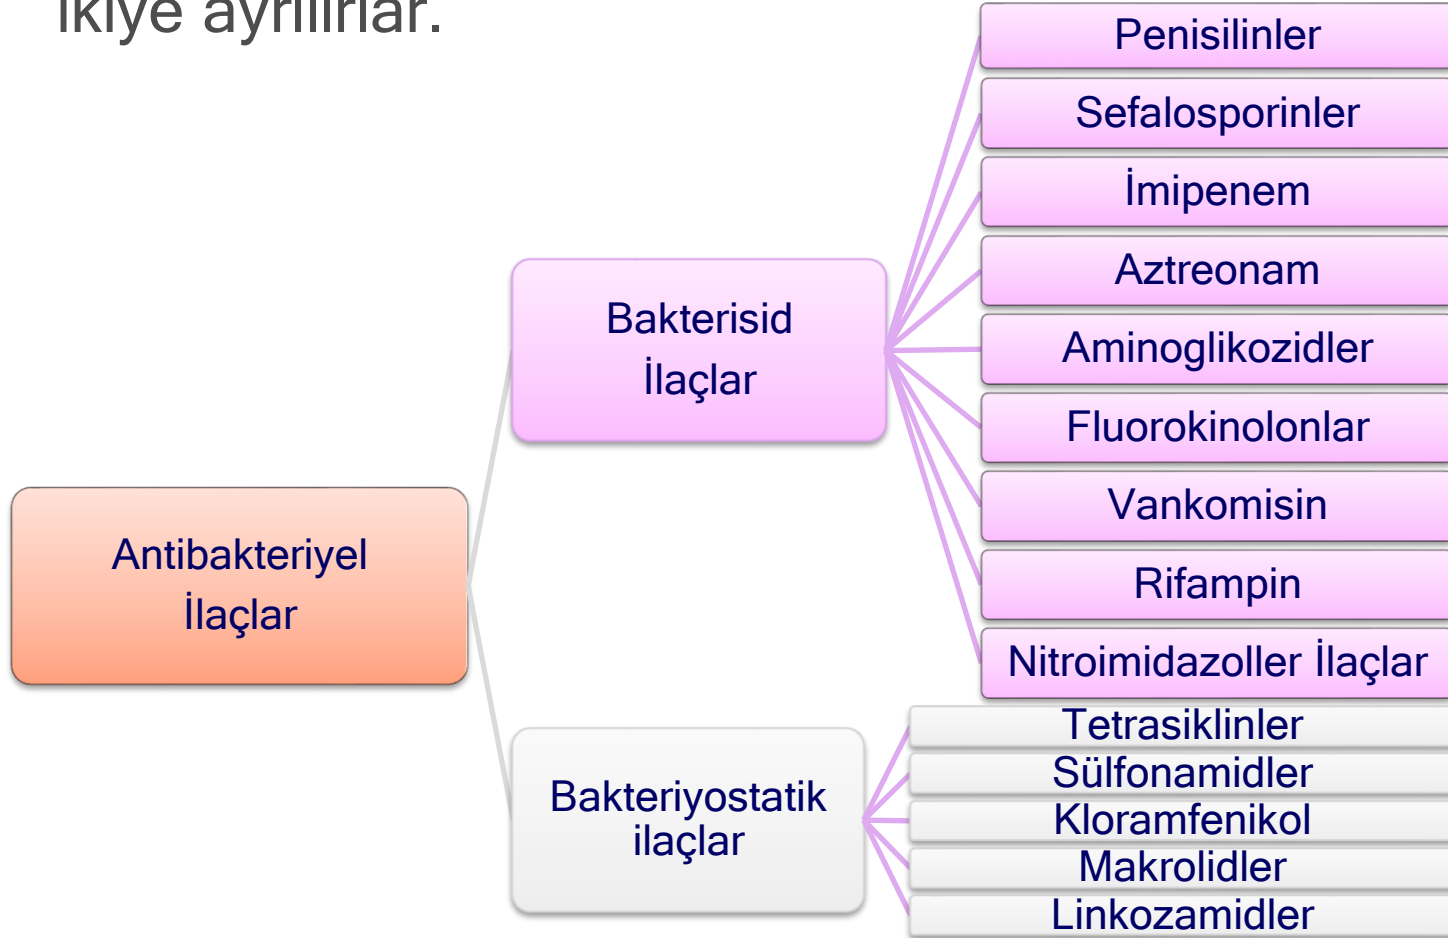 ikiye ayrılırlar.
Antibakteriyel
İlaçlar
Bakterisid
İlaçlar
Penisilinler
Sefalosporinler
İmipenem
Aztreonam
Aminoglikozidler
Fluorokinolonlar
Vankomisin
Rifampin
Nitroimidazoller İlaçlar
Bakteriyostatik
ilaçlar
Tetrasiklinler
Sülfonamidler
Kloramfenikol
Makrolidler
Linkozamidler